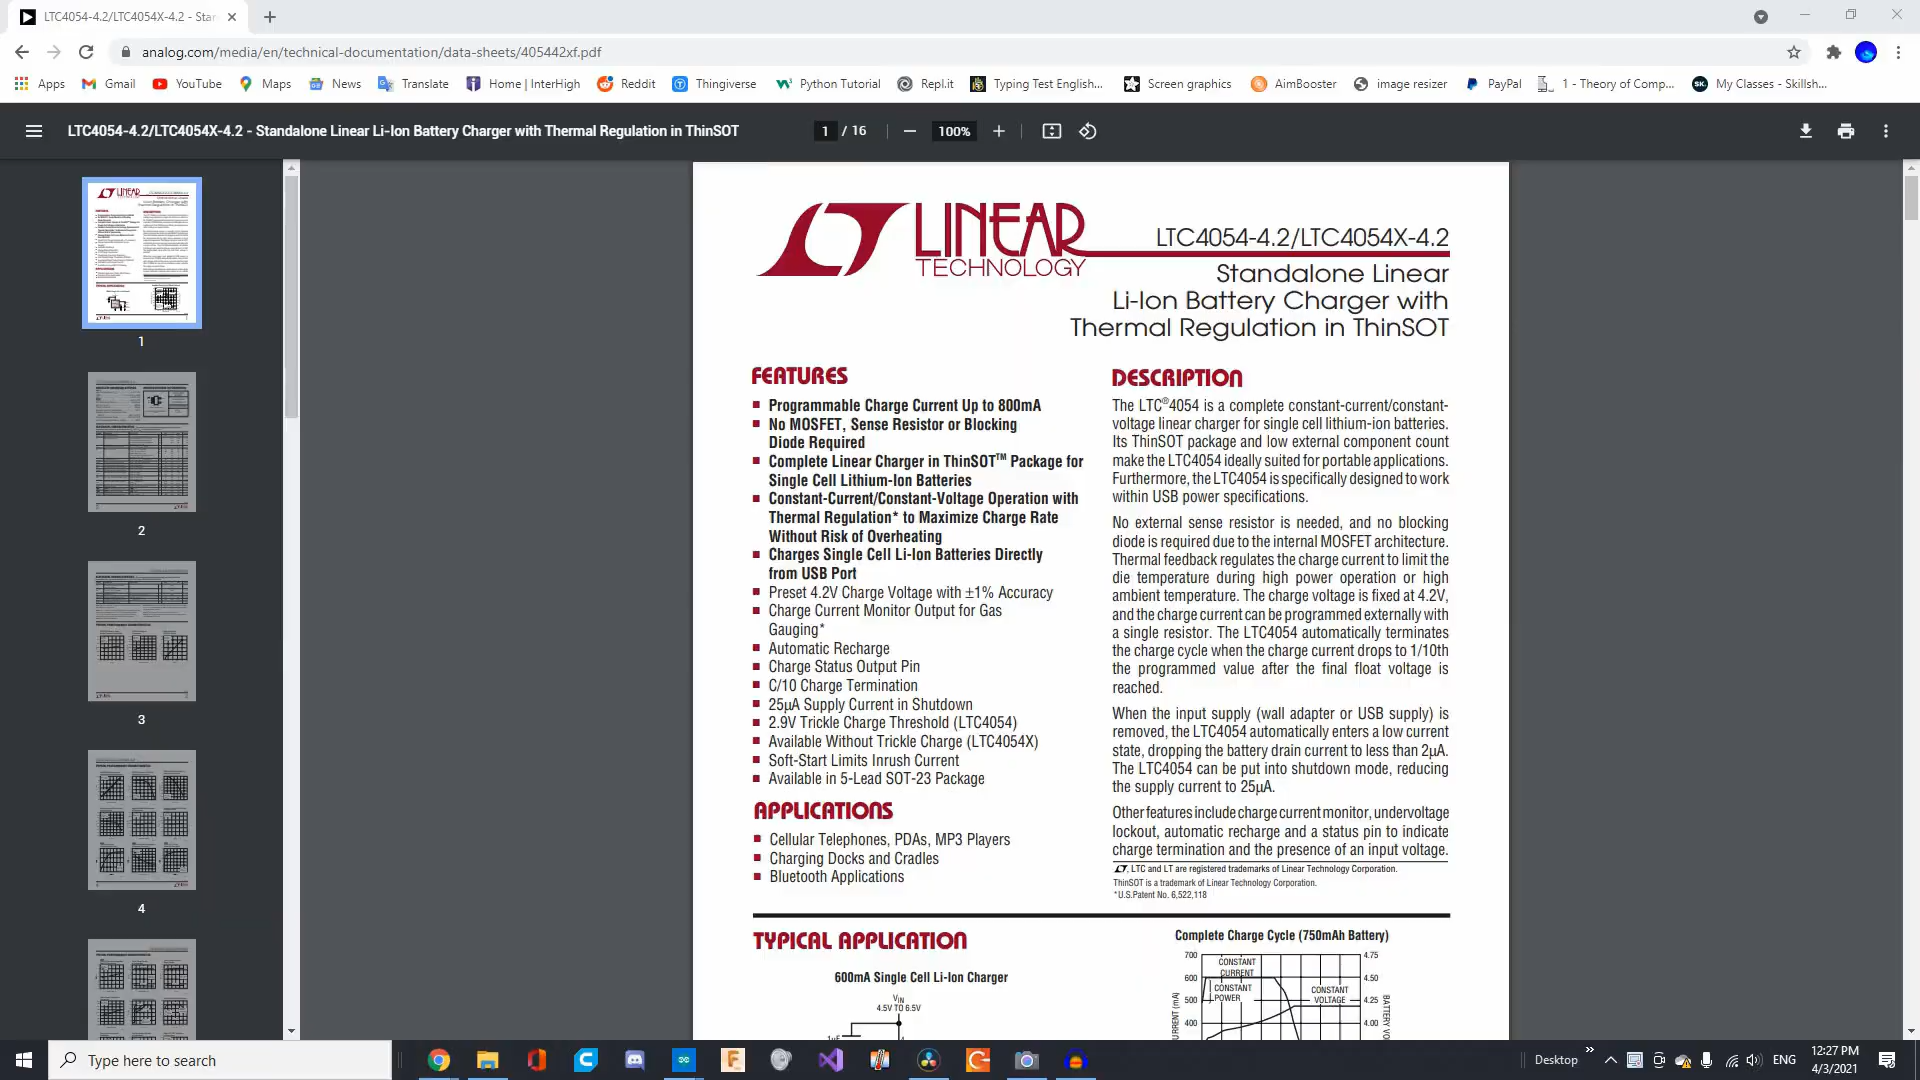 LTC4054-4.2/LTC4054X-4.2 - Stan
analog.com/media/en/technical-documentation/data-sheets/405442xf.pdf
Apps Gmail YouTube Maps News Translate Home | InterHigh Reddit Thingiverse Python Tutorial Repl.it Typing Test English... Screen graphics AimBooster image resizer PayPal 1 - Theory of Comp... My Classes - Skillsh...
LTC4054-4.2/LTC4054X-4.2 - Standalone Linear Li-Ion Battery Charger with Thermal Regulation in ThinSOT
1 / 16
100%
1
2
3
4
LINEAR
TECHNOLOGY
LTC4054-4.2/LTC4054X-4.2
Standalone Linear
Li-Ion Battery Charger with
Thermal Regulation in ThinSOT
FEATURES
Programmable Charge Current Up to 800mA
No MOSFET, Sense Resistor or Blocking
Diode Required
Complete Linear Charger in ThinSOT™ Package for
Single Cell Lithium-Ion Batteries
Constant-Current/Constant-Voltage Operation with
Thermal Regulation* to Maximize Charge Rate
Without Risk of Overheating
Charges Single Cell Li-Ion Batteries Directly
from USB Port
Preset 4.2V Charge Voltage with ±1% Accuracy
Charge Current Monitor Output for Gas
Gauging*
Automatic Recharge
Charge Status Output Pin
C/10 Charge Termination
25µA Supply Current in Shutdown
2.9V Trickle Charge Threshold (LTC4054)
Available Without Trickle Charge (LTC4054X)
Soft-Start Limits Inrush Current
Available in 5-Lead SOT-23 Package
APPLICATIONS
Cellular Telephones, PDAs, MP3 Players
Charging Docks and Cradles
Bluetooth Applications
DESCRIPTION
The LTC®4054 is a complete constant-current/constant-
voltage linear charger for single cell lithium-ion batteries.
Its ThinSOT package and low external component count
make the LTC4054 ideally suited for portable applications.
Furthermore, the LTC4054 is specifically designed to work
within USB power specifications.
No external sense resistor is needed, and no blocking
diode is required due to the internal MOSFET architecture.
Thermal feedback regulates the charge current to limit the
die temperature during high power operation or high
ambient temperature. The charge voltage is fixed at 4.2V,
and the charge current can be programmed externally with
a single resistor. The LTC4054 automatically terminates
the charge cycle when the charge current drops to 1/10th
the programmed value after the final float voltage is
reached.
When the input supply (wall adapter or USB supply) is
removed, the LTC4054 automatically enters a low current
state, dropping the battery drain current to less than 2µA.
The LTC4054 can be put into shutdown mode, reducing
the supply current to 25µA.
Other features include charge current monitor, undervoltage
lockout, automatic recharge and a status pin to indicate
charge termination and the presence of an input voltage.
LT, LTC and LT are registered trademarks of Linear Technology Corporation.
ThinSOT is a trademark of Linear Technology Corporation.
*U.S.Patent No. 6,522,118
TYPICAL APPLICATION
600mA Single Cell Li-Ion Charger
VIN
4.5V TO 6.5V
Complete Charge Cycle (750mAh Battery)
700
600
500
400
CONSTANT
CURRENT
CONSTANT
POWER
CONSTANT
VOLTAGE
4.75
4.50
4.25
4.00
Type here to search
Desktop
ENG
12:27 PM
4/3/2021